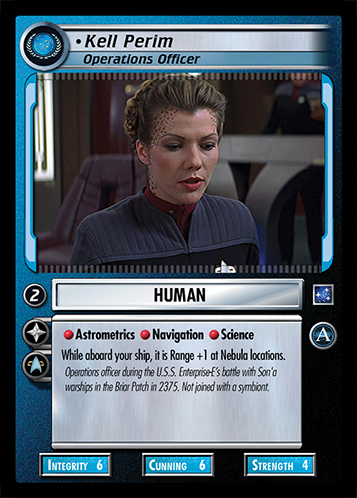 • Kell Perim
Operations Officer
2
HUMAN
• Astrometrics • Navigation • Science
A
While aboard your ship, it is Range +1 at Nebula locations.
Operations officer during the U.S.S. Enterprise-E's battle with Son'a
warships in the Briar Patch in 2375. Not joined with a symbiont.
INTEGRITY 6
CUNNING 6
STRENGTH 4